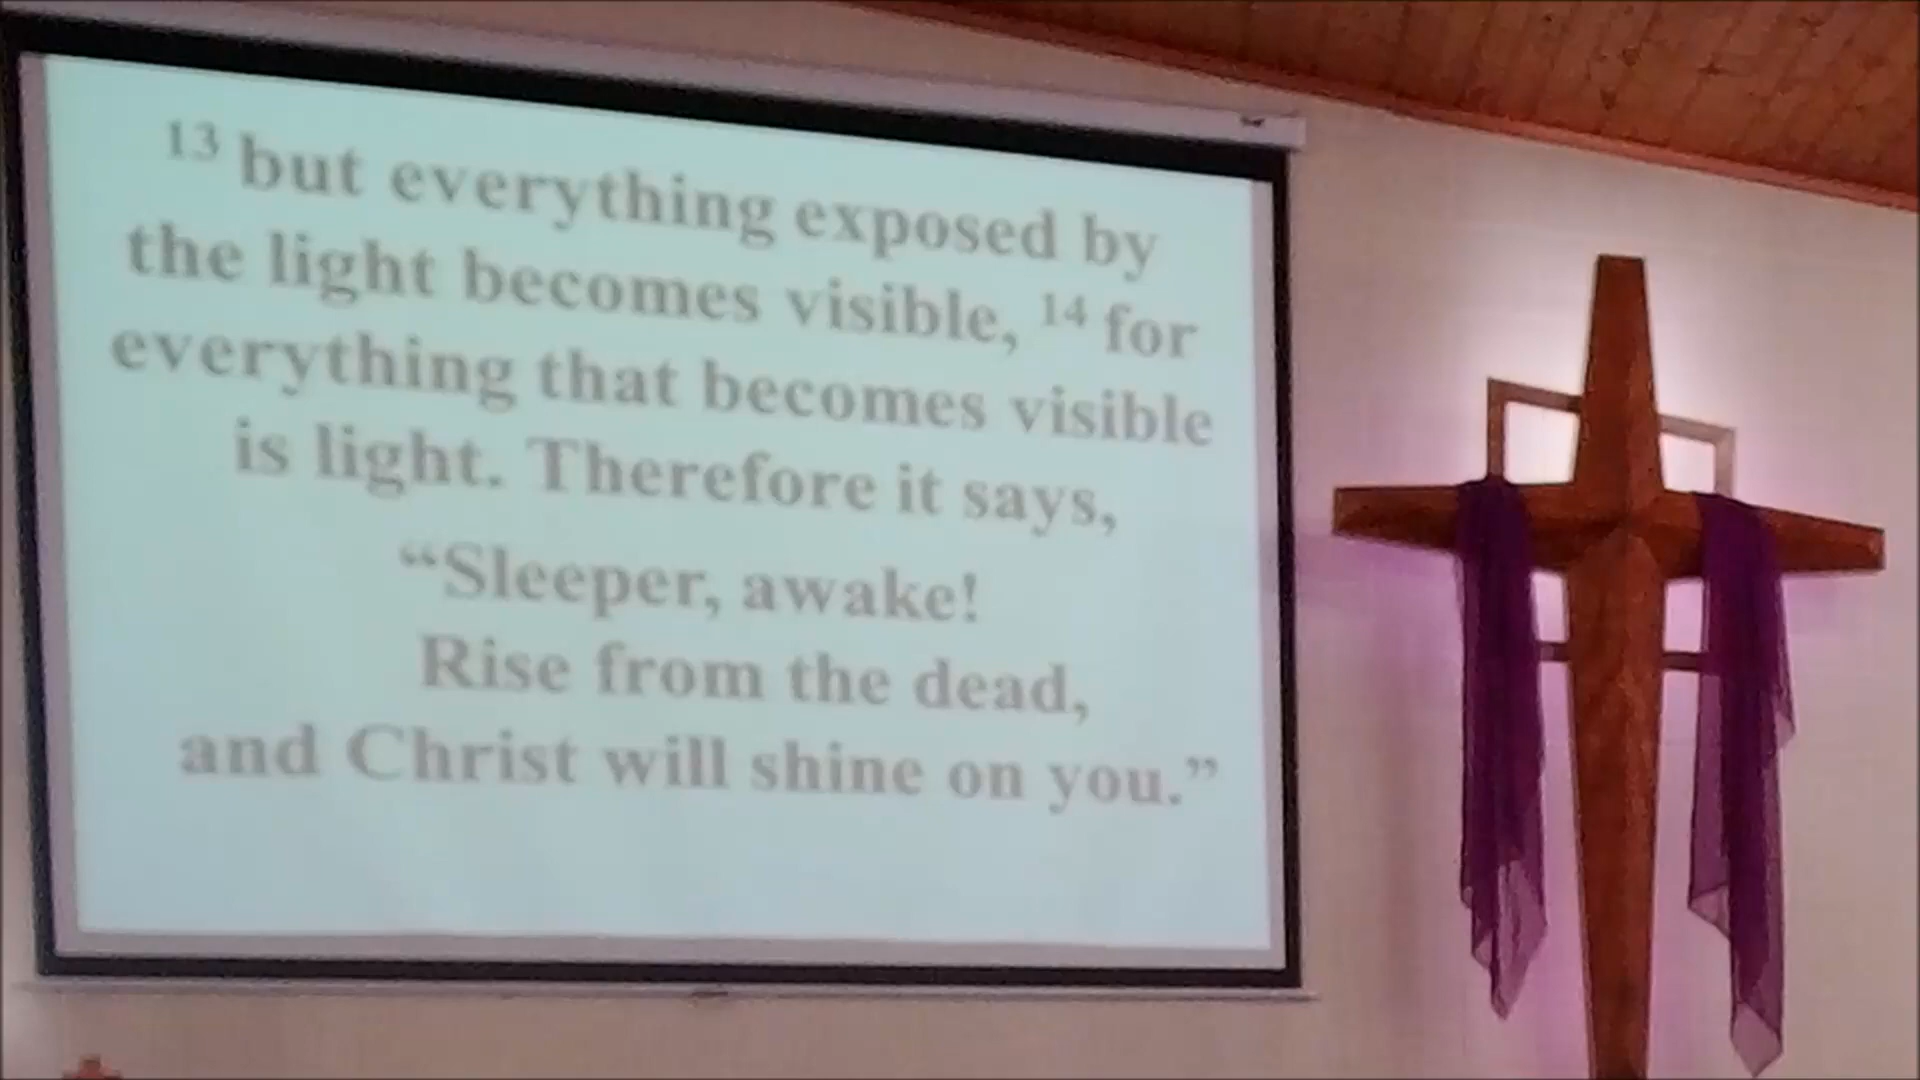 13 but everything exposed by
the light becomes visible, 14 for
everything that becomes visible
is light. Therefore it says,
“Sleeper, awake!
Rise from the dead,
and Christ will shine on you.”